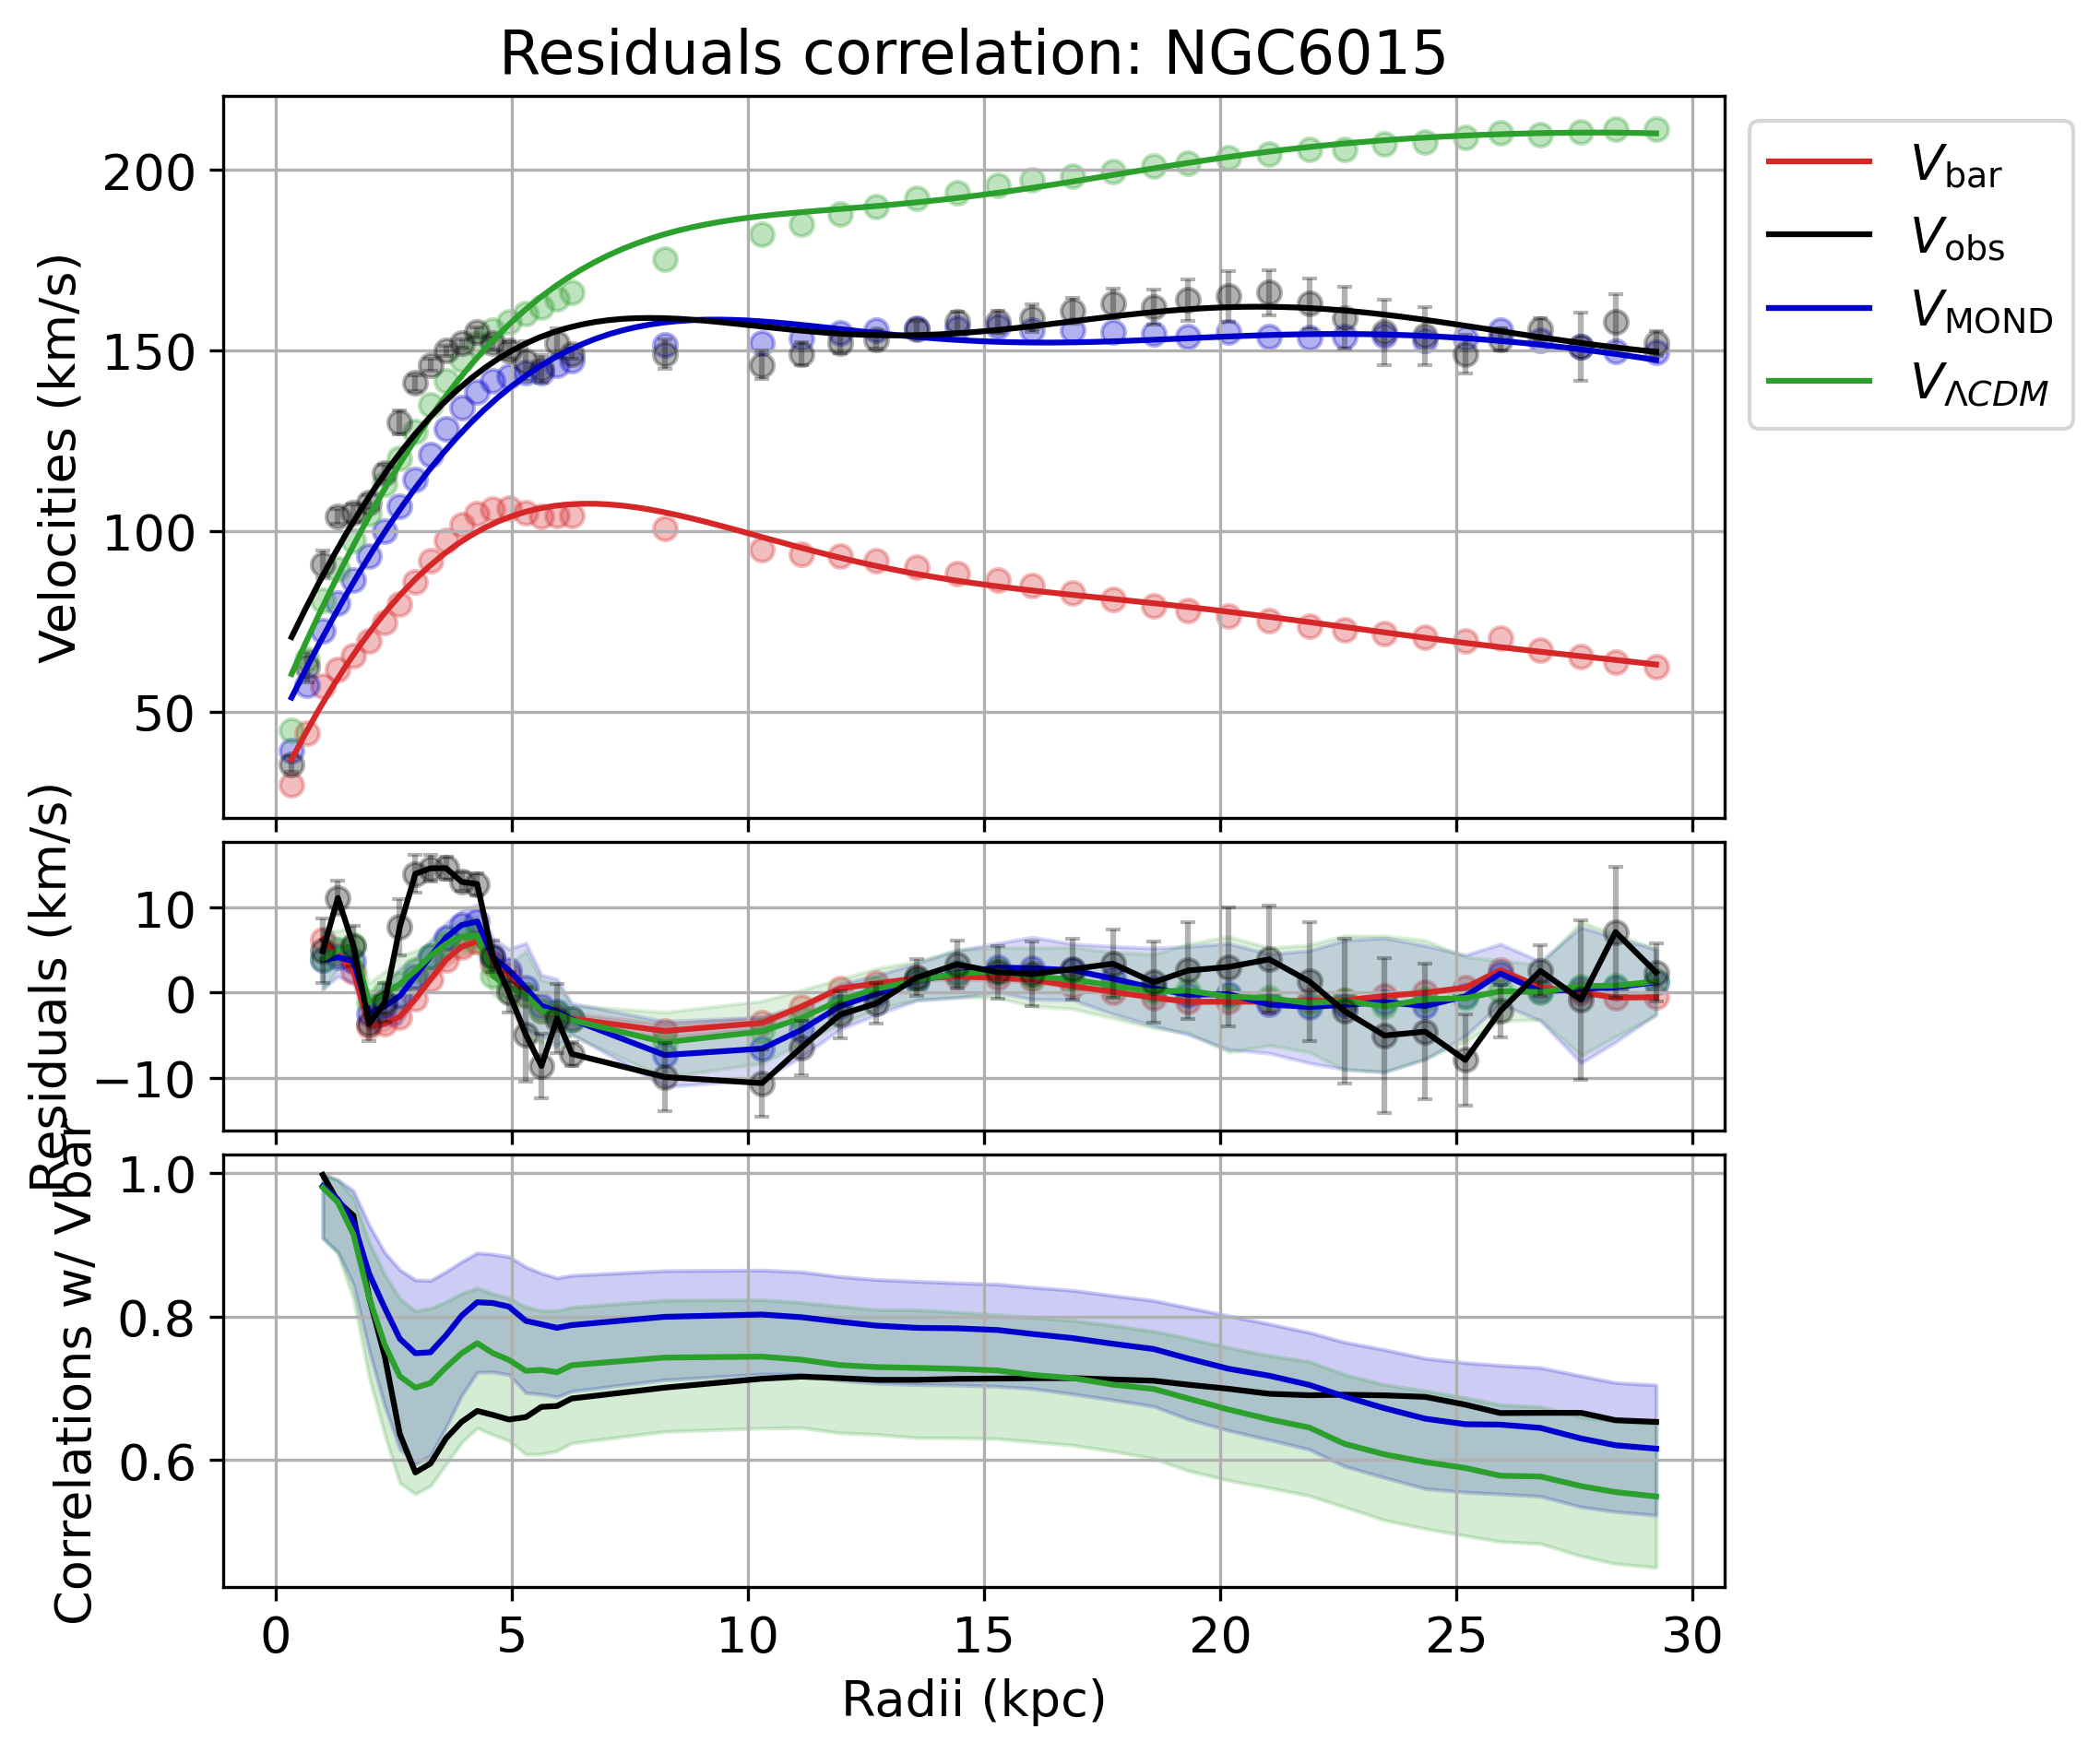 Residuals correlation: NGC6015
Velocities (km/s)
200
150
100
50
V_bar
V_obs
V_MOND
V_ΛCDM
Residuals (km/s)
10
0
−10
Correlations w/ Vbar
1.0
0.8
0.6
0 5 10 15 20 25 30
Radii (kpc)